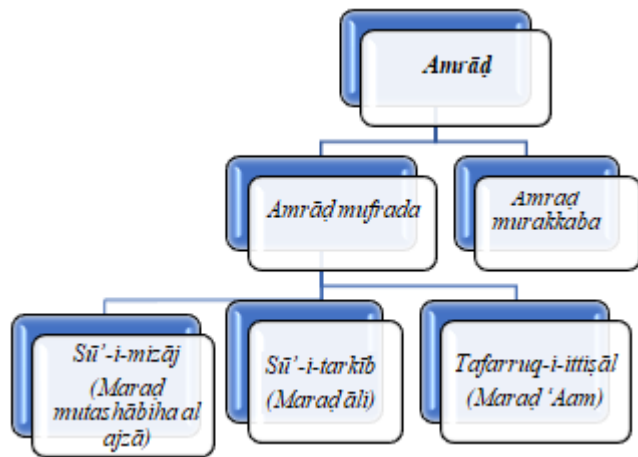 Amrāḍ
Amrāḍ mufrada
Amraḍ
murakkaba
Sū’-i-mizāj
(Maraḍ
mutashābiha al
ajzā)
Sū’-i-tarkīb
(Maraḍ āli)
Tafarruq-i-ittiṣāl
(Maraḍ ‘Aam)